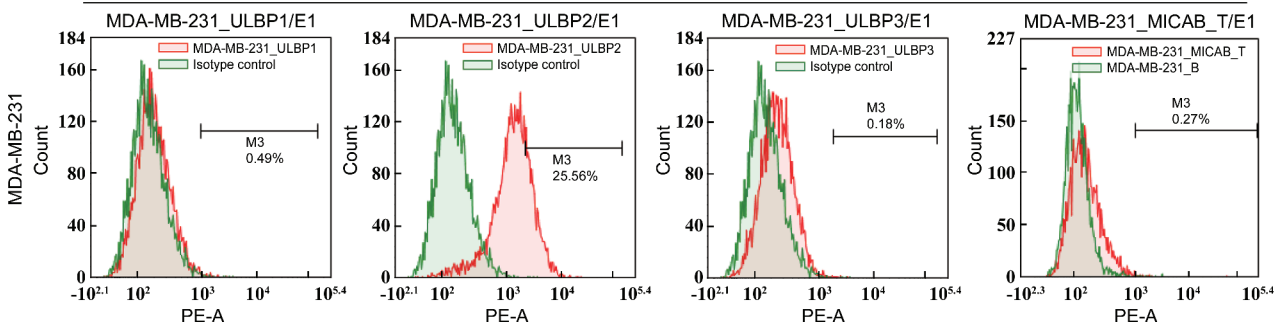 MDA-MB-231
MDA-MB-231_ULBP1/E1
184
160
120
80
40
0
Count
MDA-MB-231_ULBP1
Isotype control
M3
0.49%
-10^2.1 10^2 10^3 10^4 10^5.4
PE-A
MDA-MB-231_ULBP2/E1
184
160
120
80
40
0
Count
MDA-MB-231_ULBP2
Isotype control
M3
25.56%
-10^2.1 10^2 10^3 10^4 10^5.4
PE-A
MDA-MB-231_ULBP3/E1
184
160
120
80
40
0
Count
MDA-MB-231_ULBP3
Isotype control
M3
0.18%
-10^2.1 10^2 10^3 10^4 10^5.4
PE-A
MDA-MB-231_MICAB_T/E1
227
150
100
50
0
Count
MDA-MB-231_MICAB_T
MDA-MB-231_B
M3
0.27%
-10^2.3 10^2 10^3 10^4 10^5.4
PE-A